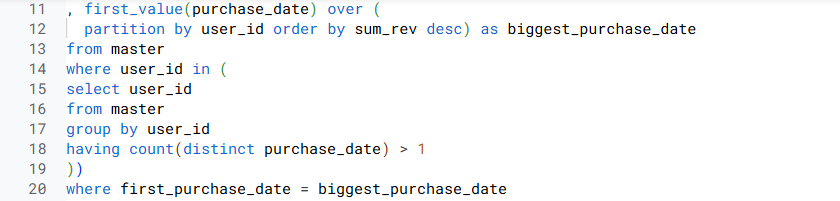 11 , first_value(purchase_date) over (
12 partition by user_id order by sum_rev desc) as biggest_purchase_date
13 from master
14 where user_id in (
15 select user_id
16 from master
17 group by user_id
18 having count(distinct purchase_date) > 1
19 ))
20 where first_purchase_date = biggest_purchase_date